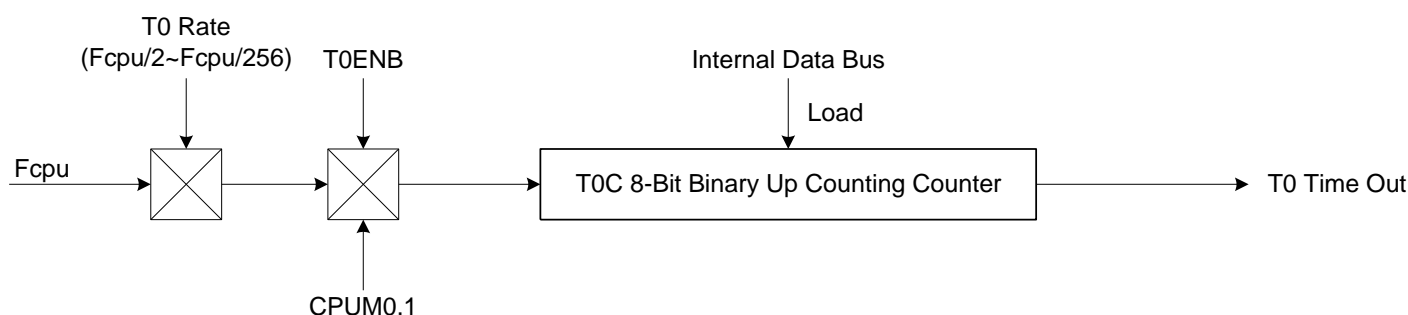 T0 Rate
(Fcpu/2~Fcpu/256)
T0ENB
Internal Data Bus
Load
Fcpu
T0C 8-Bit Binary Up Counting Counter
T0 Time Out
CPUM0,1